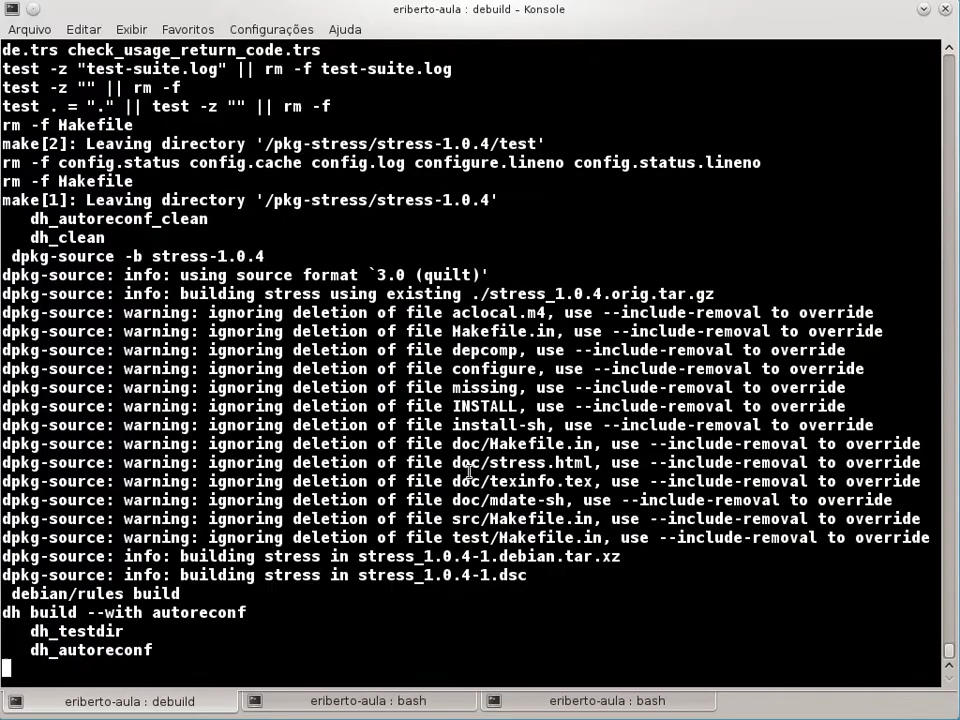 eriberto-aula : debuild – Konsole
Arquivo Editar Exibir Favoritos Configurações Ajuda
de.trs check_usage_return_code.trs
test -z "test-suite.log" || rm -f test-suite.log
test -z "" || rm -f
test . = "." || test -z "" || rm -f
rm -f Makefile
make[2]: Leaving directory '/pkg-stress/stress-1.0.4/test'
rm -f config.status config.cache config.log configure.lineno config.status.lineno
rm -f Makefile
make[1]: Leaving directory '/pkg-stress/stress-1.0.4'
   dh_autoreconf_clean
   dh_clean
 dpkg-source -b stress-1.0.4
dpkg-source: info: using source format `3.0 (quilt)'
dpkg-source: info: building stress using existing ./stress_1.0.4.orig.tar.gz
dpkg-source: warning: ignoring deletion of file aclocal.m4, use --include-removal to override
dpkg-source: warning: ignoring deletion of file Makefile.in, use --include-removal to override
dpkg-source: warning: ignoring deletion of file depcomp, use --include-removal to override
dpkg-source: warning: ignoring deletion of file configure, use --include-removal to override
dpkg-source: warning: ignoring deletion of file missing, use --include-removal to override
dpkg-source: warning: ignoring deletion of file INSTALL, use --include-removal to override
dpkg-source: warning: ignoring deletion of file install-sh, use --include-removal to override
dpkg-source: warning: ignoring deletion of file doc/Makefile.in, use --include-removal to override
dpkg-source: warning: ignoring deletion of file doc/stress.html, use --include-removal to override
dpkg-source: warning: ignoring deletion of file doc/texinfo.tex, use --include-removal to override
dpkg-source: warning: ignoring deletion of file doc/mdate-sh, use --include-removal to override
dpkg-source: warning: ignoring deletion of file src/Makefile.in, use --include-removal to override
dpkg-source: warning: ignoring deletion of file test/Makefile.in, use --include-removal to override
dpkg-source: info: building stress in stress_1.0.4-1.debian.tar.xz
dpkg-source: info: building stress in stress_1.0.4-1.dsc
 debian/rules build
dh build --with autoreconf
   dh_testdir
   dh_autoreconf
eriberto-aula : debuild eriberto-aula : bash eriberto-aula : bash